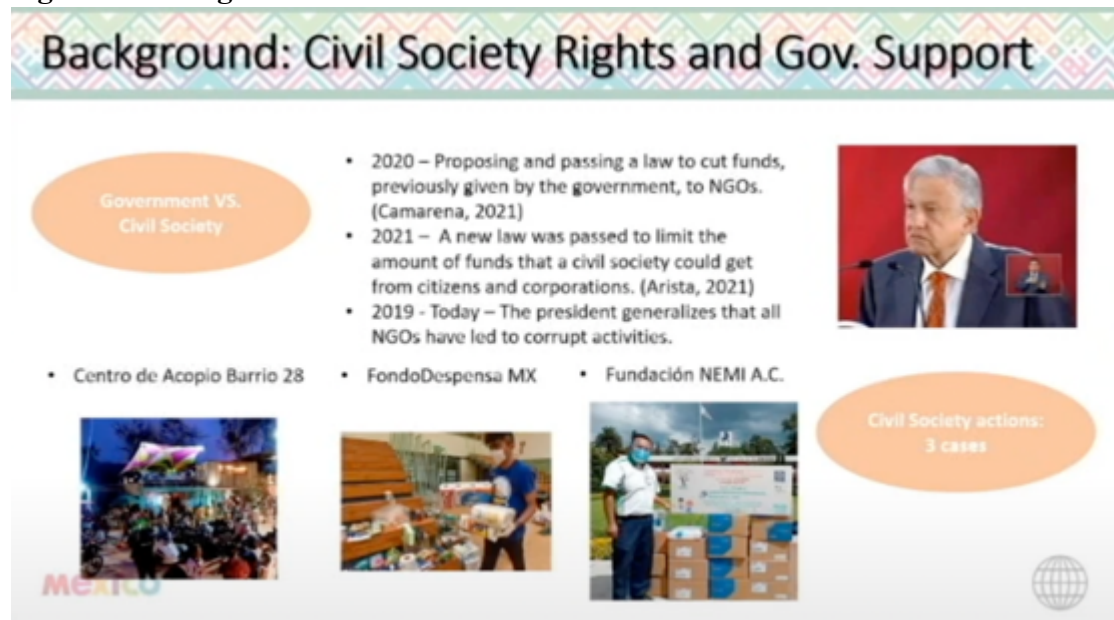 Background: Civil Society Rights and Gov. Support
Government VS.
Civil Society
• 2020 – Proposing and passing a law to cut funds,
previously given by the government, to NGOs.
(Camarena, 2021)
• 2021 – A new law was passed to limit the
amount of funds that a civil society could get
from citizens and corporations. (Arista, 2021)
• 2019 - Today – The president generalizes that all
NGOs have led to corrupt activities.
• Centro de Acopio Barrio 28
• FondoDespensa MX
• Fundación NEMI A.C.
Civil Society actions:
3 cases
MéxICO